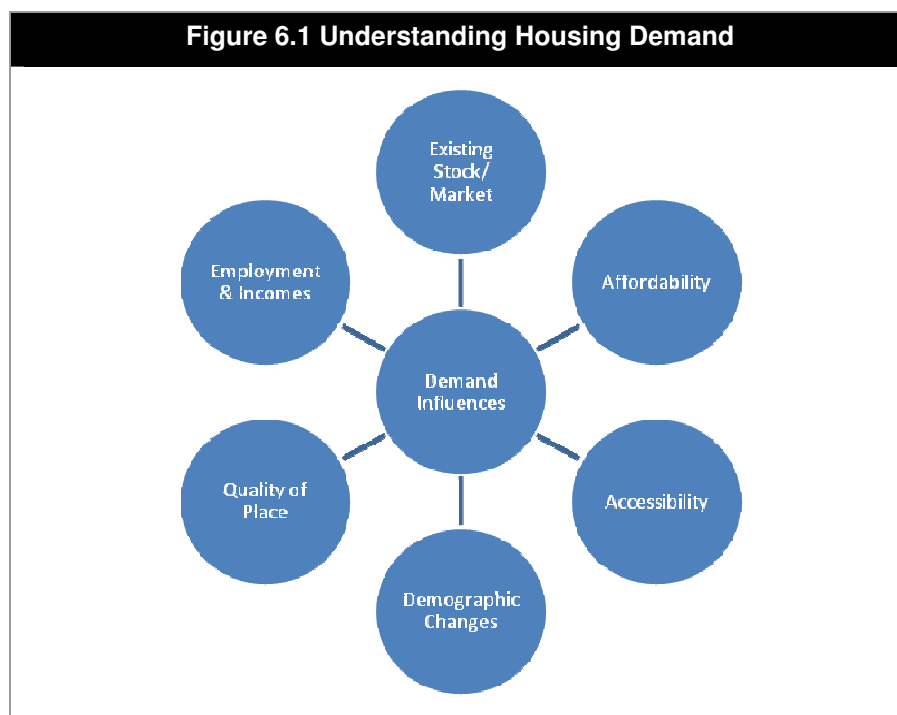 Figure 6.1 Understanding Housing Demand
Existing
Stock/
Market
Employment
& Incomes
Affordability
Demand
Influences
Quality of
Place
Accessibility
Demographic
Changes